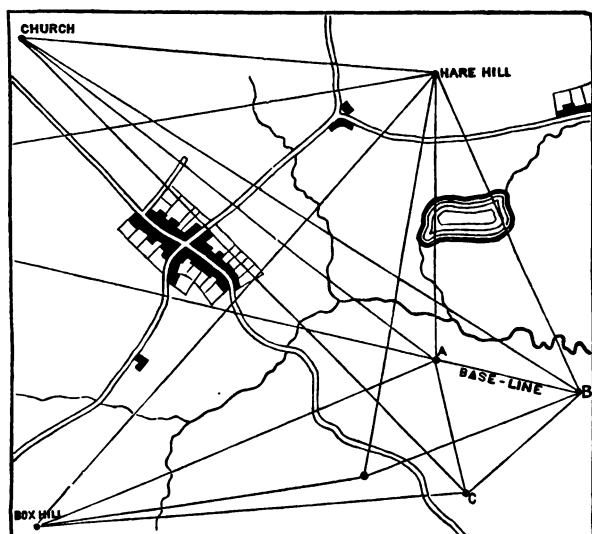 CHURCH
HARE HILL
A
BASE-LINE
B
C
BOX HILL